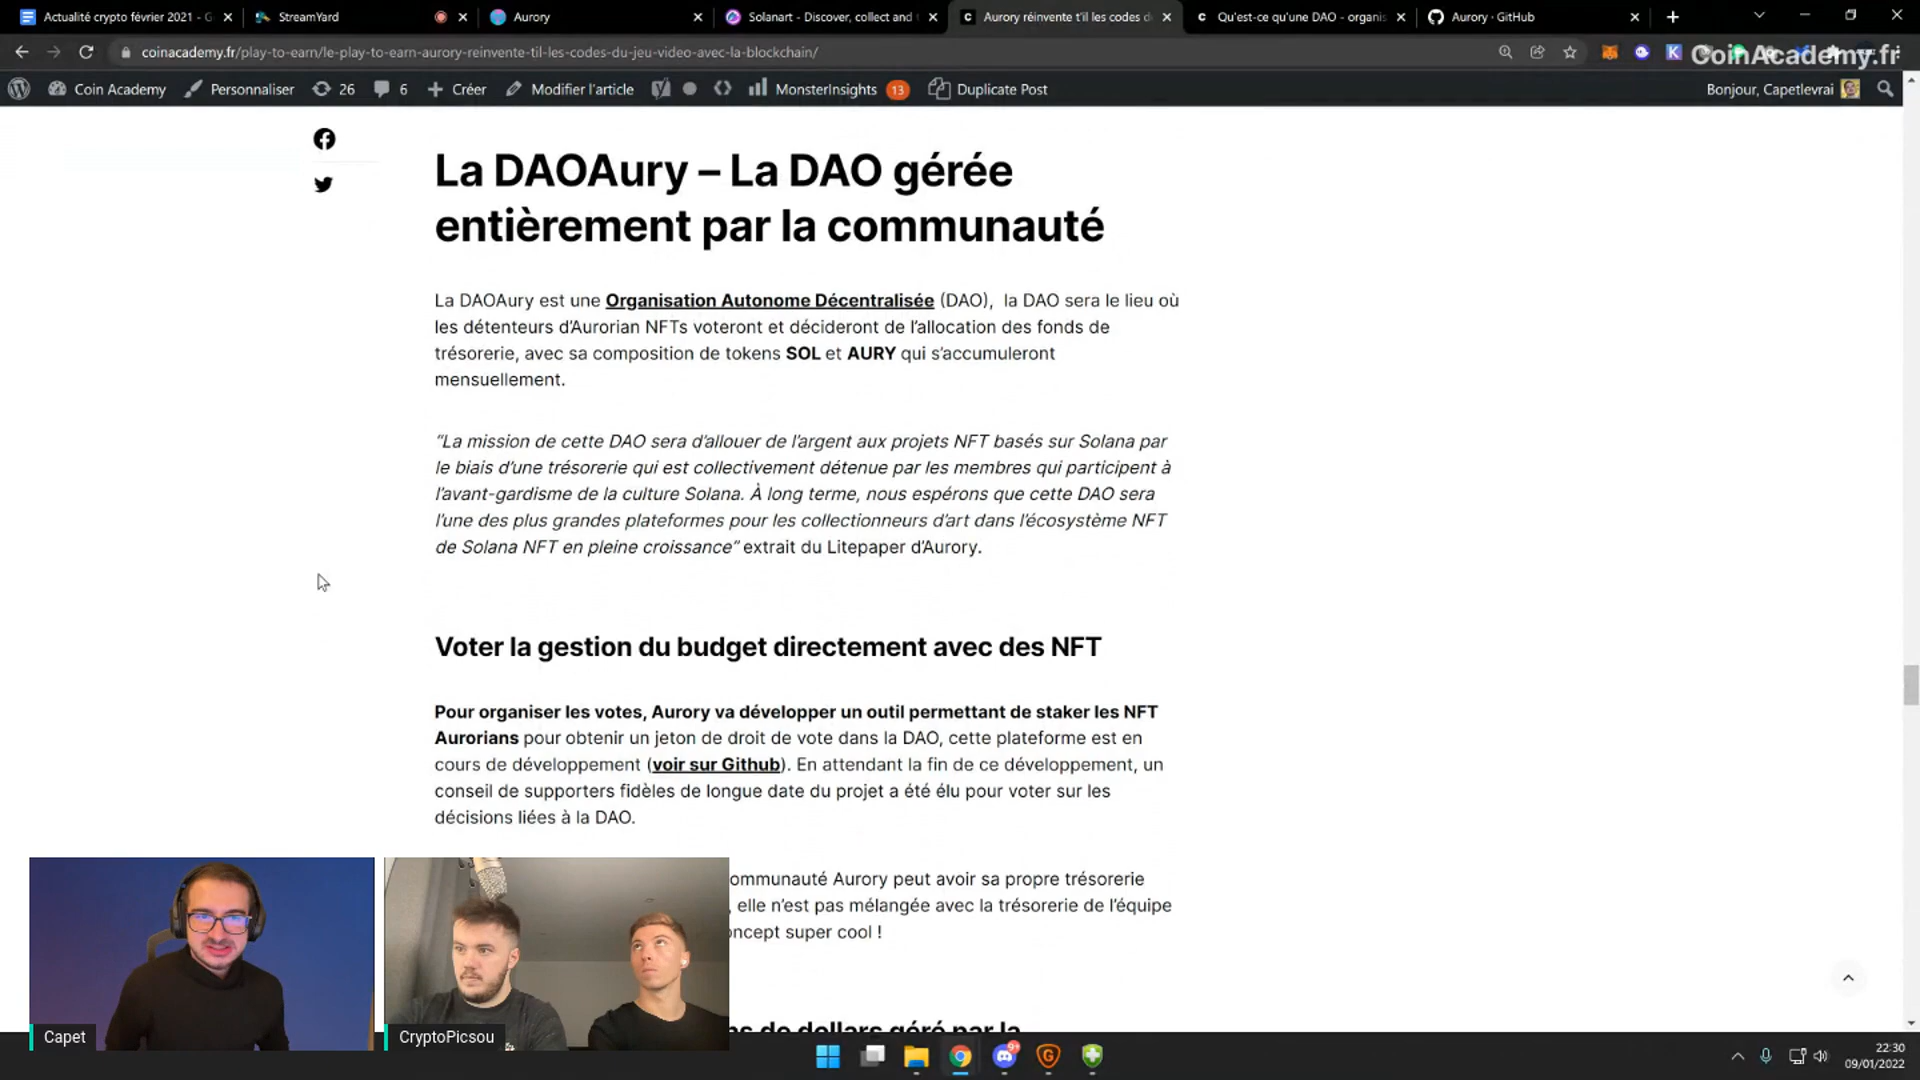 Actualité crypto février 2021 - G
StreamYard
Aurory
Solanart - Discover, collect and
Aurory réinvente t'il les codes d
Qu'est-ce qu'une DAO - organis
Aurory · GitHub
coinacademy.fr/play-to-earn/le-play-to-earn-aurory-reinvente-til-les-codes-du-jeu-video-avec-la-blockchain/
CoinAcademy.fr
Coin Academy
Personnaliser
26
6
Créer
Modifier l'article
MonsterInsights
13
Duplicate Post
Bonjour, Capetlevrai
La DAOAury – La DAO gérée
entièrement par la communauté
La DAOAury est une Organisation Autonome Décentralisée (DAO),  la DAO sera le lieu où
les détenteurs d'Aurorian NFTs voteront et décideront de l'allocation des fonds de
trésorerie, avec sa composition de tokens SOL et AURY qui s'accumuleront
mensuellement.
“La mission de cette DAO sera d'allouer de l'argent aux projets NFT basés sur Solana par
le biais d'une trésorerie qui est collectivement détenue par les membres qui participent à
l'avant-gardisme de la culture Solana. À long terme, nous espérons que cette DAO sera
l'une des plus grandes plateformes pour les collectionneurs d'art dans l'écosystème NFT
de Solana NFT en pleine croissance” extrait du Litepaper d'Aurory.
Voter la gestion du budget directement avec des NFT
Pour organiser les votes, Aurory va développer un outil permettant de staker les NFT
Aurorians pour obtenir un jeton de droit de vote dans la DAO, cette plateforme est en
cours de développement (voir sur Github). En attendant la fin de ce développement, un
conseil de supporters fidèles de longue date du projet a été élu pour voter sur les
décisions liées à la DAO.
ommunauté Aurory peut avoir sa propre trésorerie
, elle n'est pas mélangée avec la trésorerie de l'équipe
oncept super cool !
s de dollars géré par la
Capet
CryptoPicsou
9+
22:30
09/01/2022